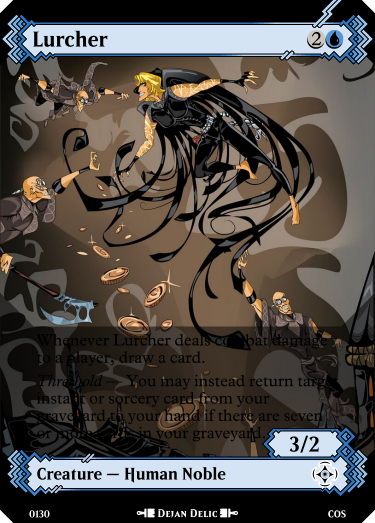 Lurcher
2
Whenever Lurcher deals combat damage
to a player, draw a card.
Threshold — You may instead return target
instant or sorcery card from your
graveyard to your hand if there are seven
or more cards in your graveyard.
3/2
Creature — Human Noble
0130 Dejan Delic COS